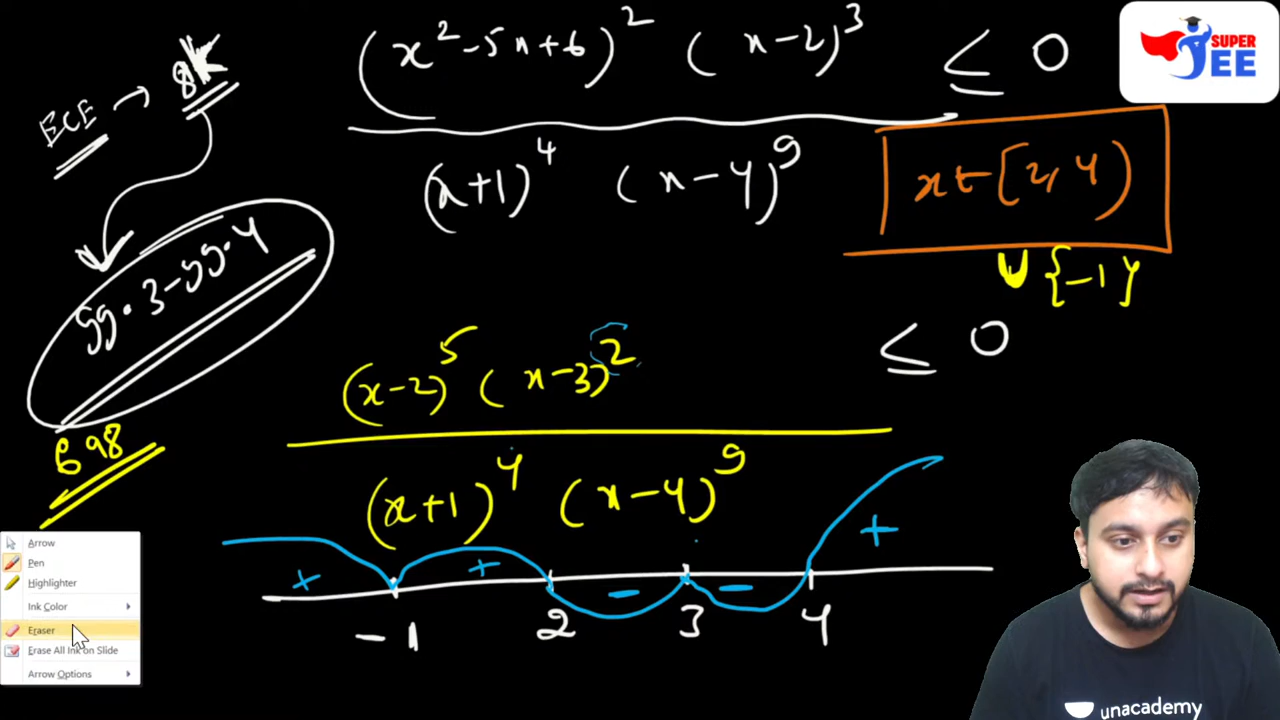 (x²-5x+6)² (x-2)³ ≤ 0
(x+1)⁴ (x-4)⁹
SUPER
JEE
ECE → 8K
99.3-99.4
698
x ∈ [2, 4)
∪ {-1}
(x-2)⁵ (x-3)² ≤ 0
(x+1)⁴ (x-4)⁹
+ + - - +
-1 2 3 4
Arrow
Pen
Highlighter
Ink Color
Eraser
Erase All Ink on Slide
Arrow Options
unacademy